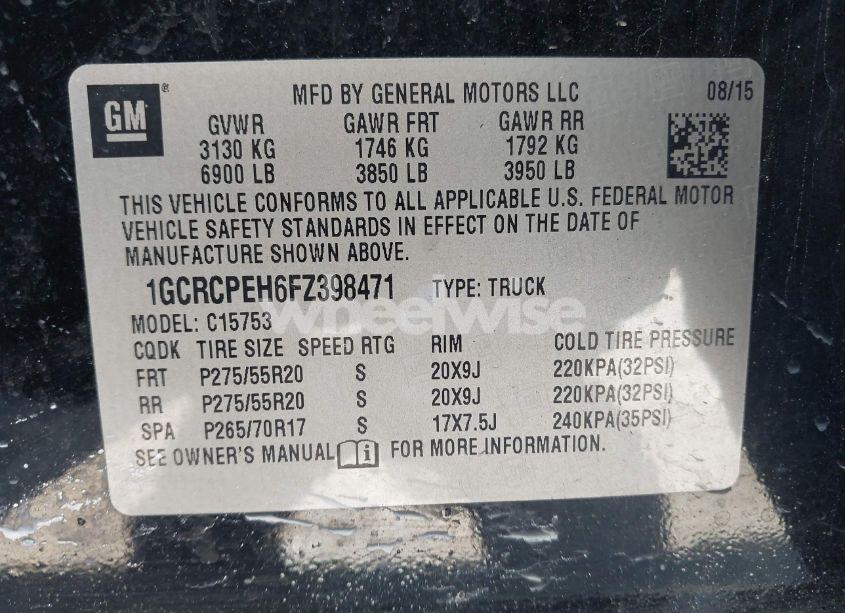 GM®
MFD BY GENERAL MOTORS LLC 08/15
GVWR GAWR FRT GAWR RR
3130 KG 1746 KG 1792 KG
6900 LB 3850 LB 3950 LB
THIS VEHICLE CONFORMS TO ALL APPLICABLE U.S. FEDERAL MOTOR
VEHICLE SAFETY STANDARDS IN EFFECT ON THE DATE OF
MANUFACTURE SHOWN ABOVE.
1GCRCPEH6FZ398471 TYPE: TRUCK
wheelwise
MODEL: C15753
CQDK TIRE SIZE SPEED RTG RIM COLD TIRE PRESSURE
FRT P275/55R20 S 20X9J 220KPA(32PSI)
RR P275/55R20 S 20X9J 220KPA(32PSI)
SPA P265/70R17 S 17X7.5J 240KPA(35PSI)
SEE OWNER'S MANUAL FOR MORE INFORMATION.